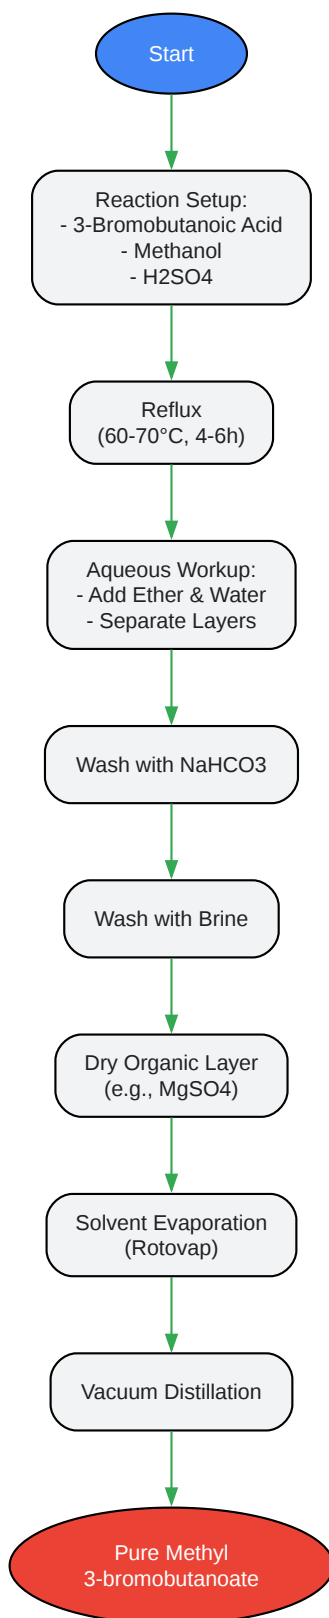 Start
Reaction Setup:
- 3-Bromobutanoic Acid
- Methanol
- H2SO4
Reflux
(60-70°C, 4-6h)
Aqueous Workup:
- Add Ether & Water
- Separate Layers
Wash with NaHCO3
Wash with Brine
Dry Organic Layer
(e.g., MgSO4)
Solvent Evaporation
(Rotovap)
Vacuum Distillation
Pure Methyl
3-bromobutanoate